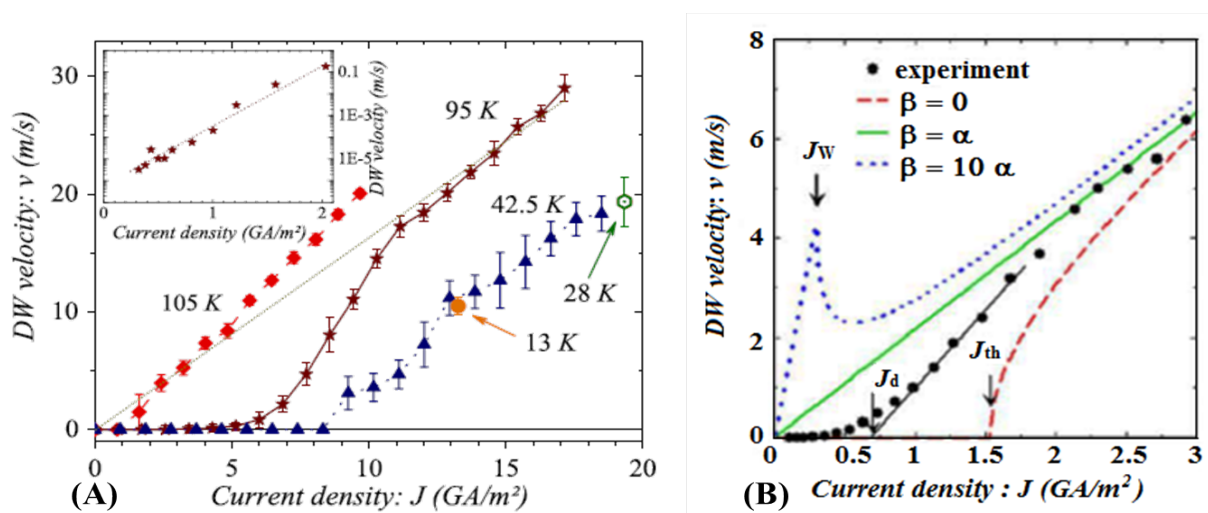 30
20
10
0
DW velocity: v (m/s)
0.1
1E-3
1E-5
DW velocity (m/s)
0
1
2
Current density (GA/m²)
95 K
42.5 K
105 K
28 K
13 K
0
5
10
15
20
Current density: J (GA/m²)
(A)
8
6
4
2
0
DW velocity: v (m/s)
experiment
β = 0
β = α
β = 10 α
JW
Jd
Jth
0
0.5
1
1.5
2
2.5
3
Current density : J (GA/m²)
(B)